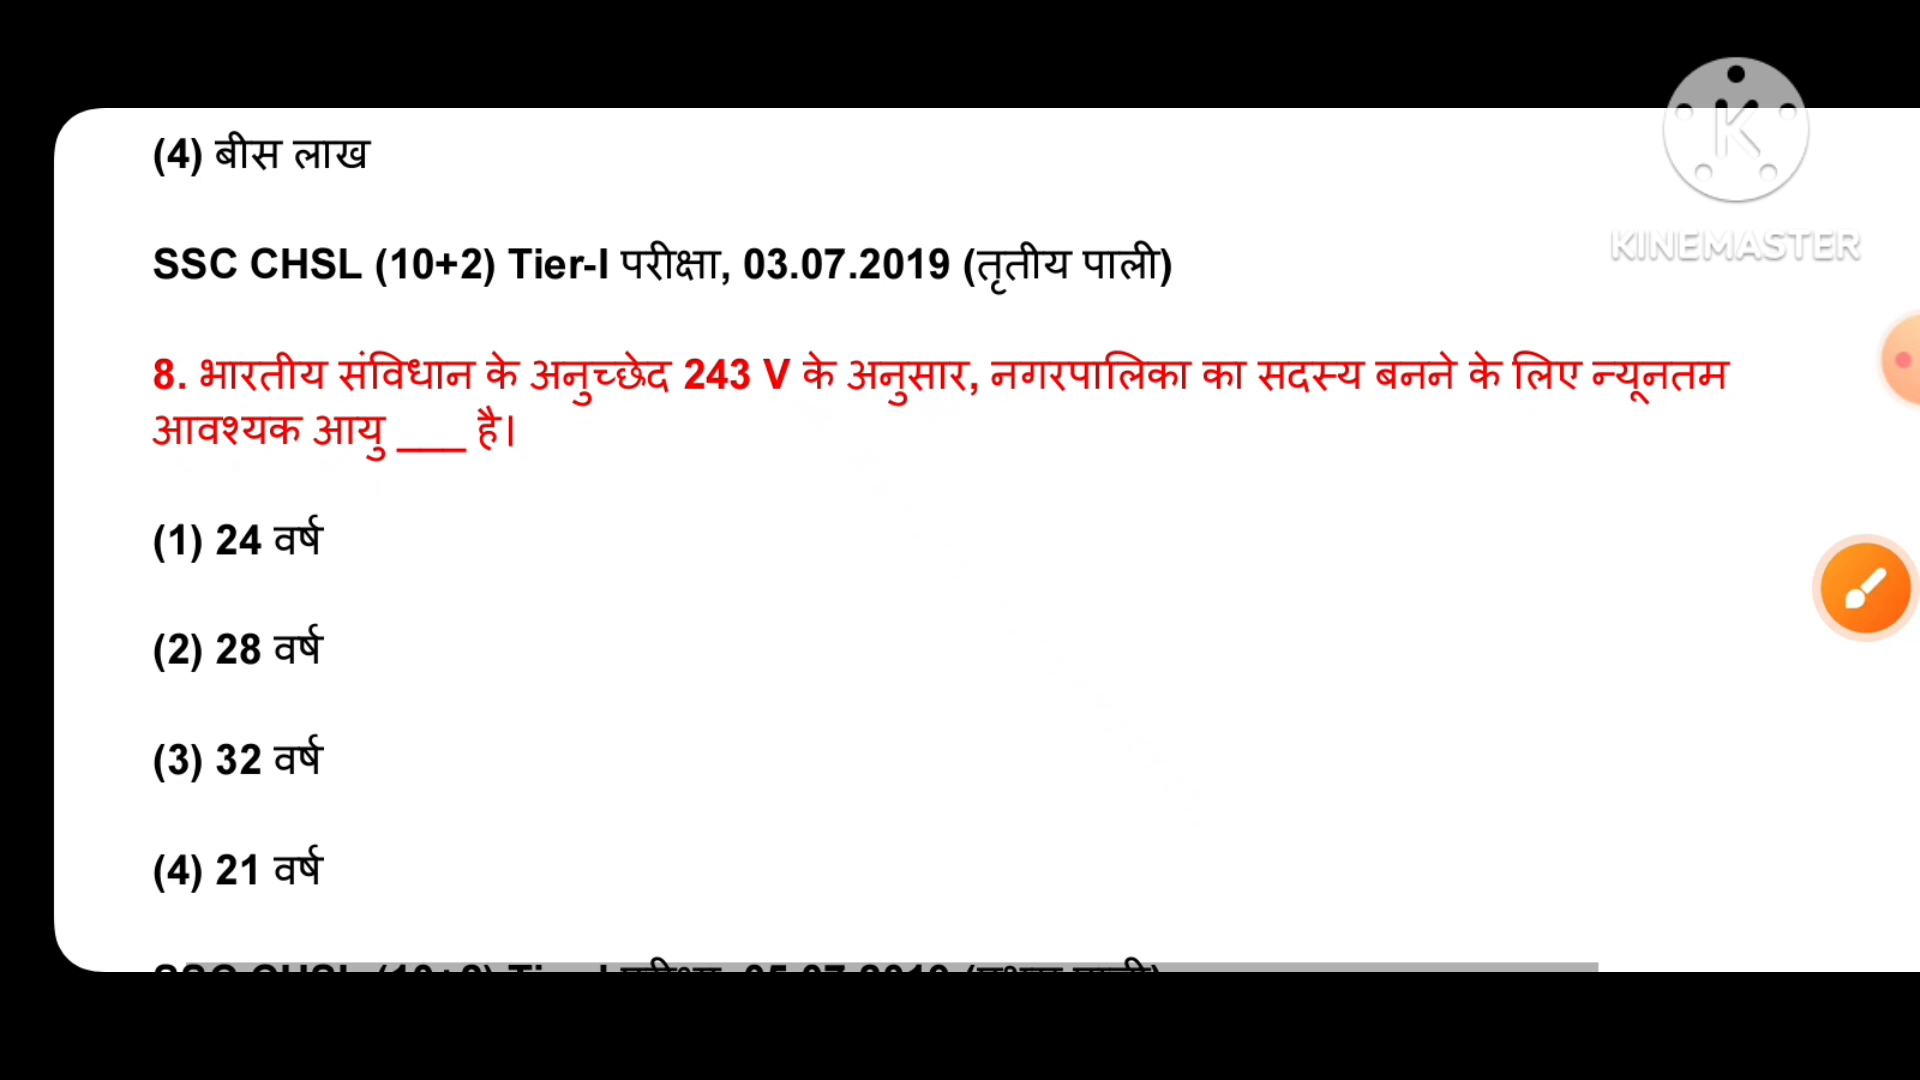 (4) बीस लाख
KINEMASTER
SSC CHSL (10+2) Tier-I परीक्षा, 03.07.2019 (तृतीय पाली)
8. भारतीय संविधान के अनुच्छेद 243 V के अनुसार, नगरपालिका का सदस्य बनने के लिए न्यूनतम
आवश्यक आयु ___ है।
(1) 24 वर्ष
(2) 28 वर्ष
(3) 32 वर्ष
(4) 21 वर्ष